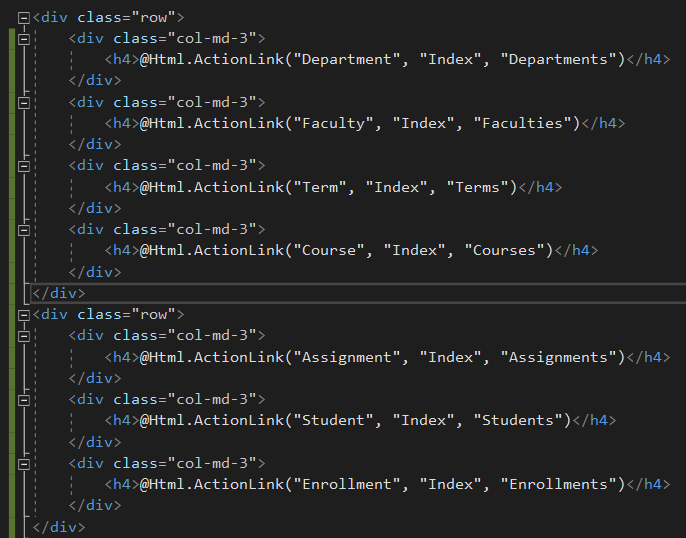 <div class="row">
    <div class="col-md-3">
        <h4>@Html.ActionLink("Department", "Index", "Departments")</h4>
    </div>
    <div class="col-md-3">
        <h4>@Html.ActionLink("Faculty", "Index", "Faculties")</h4>
    </div>
    <div class="col-md-3">
        <h4>@Html.ActionLink("Term", "Index", "Terms")</h4>
    </div>
    <div class="col-md-3">
        <h4>@Html.ActionLink("Course", "Index", "Courses")</h4>
    </div>
</div>
<div class="row">
    <div class="col-md-3">
        <h4>@Html.ActionLink("Assignment", "Index", "Assignments")</h4>
    </div>
    <div class="col-md-3">
        <h4>@Html.ActionLink("Student", "Index", "Students")</h4>
    </div>
    <div class="col-md-3">
        <h4>@Html.ActionLink("Enrollment", "Index", "Enrollments")</h4>
    </div>
</div>